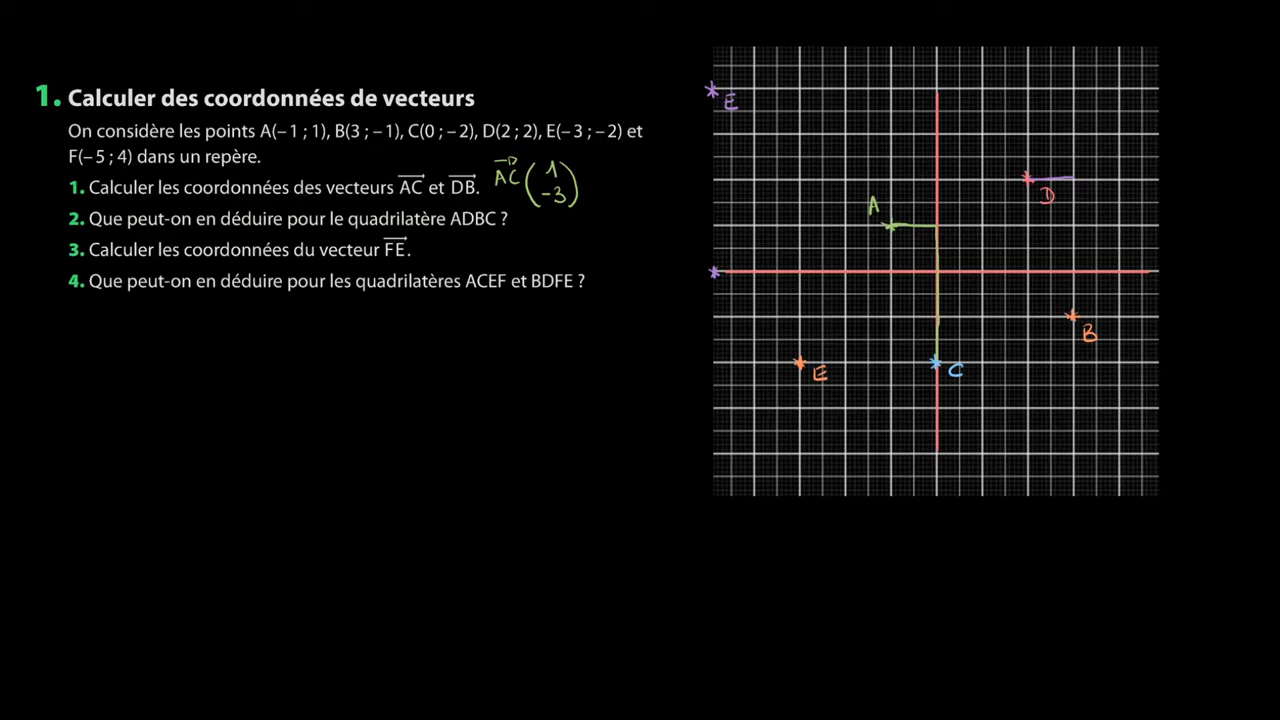 1. Calculer des coordonnées de vecteurs
On considère les points A(– 1 ; 1), B(3 ; – 1), C(0 ; – 2), D(2 ; 2), E(– 3 ; – 2) et
F(– 5 ; 4) dans un repère.
1. Calculer les coordonnées des vecteurs AC et DB.
AC (1
-3)
2. Que peut-on en déduire pour le quadrilatère ADBC ?
3. Calculer les coordonnées du vecteur FE.
4. Que peut-on en déduire pour les quadrilatères ACEF et BDFE ?
E
D
A
B
E
C